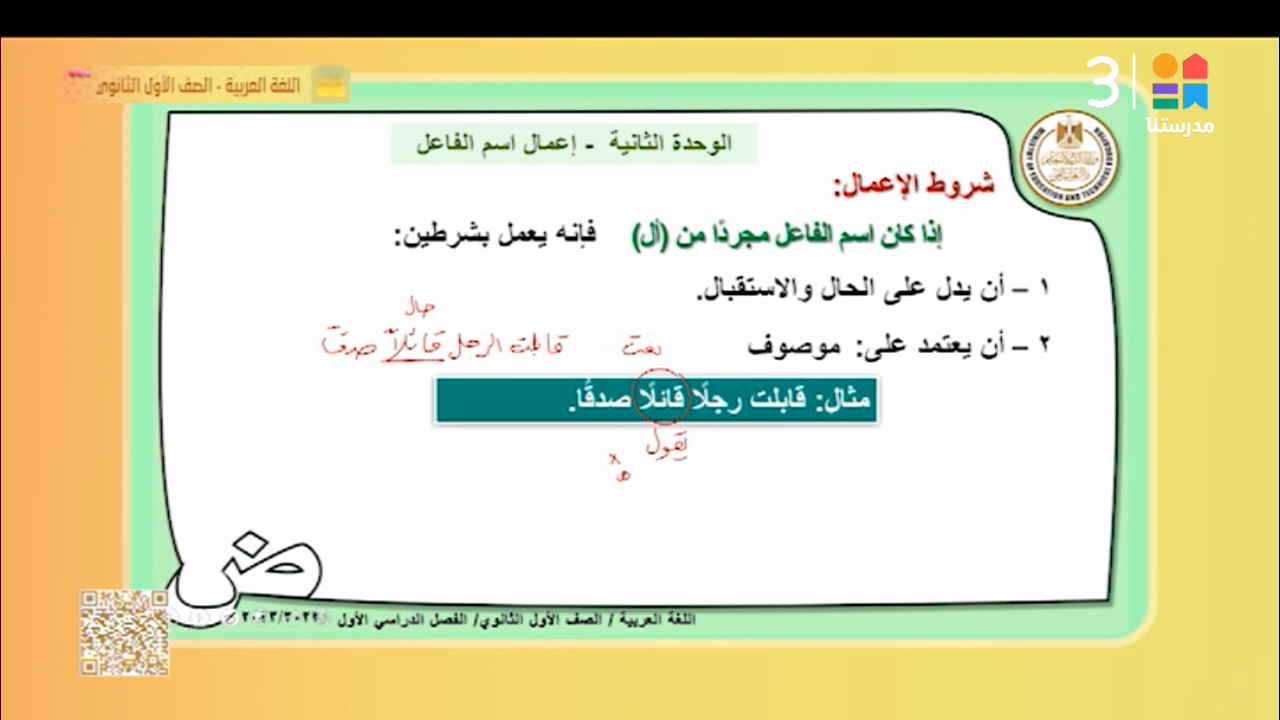 3
مدرستنا
اللغة العربية - الصف الأول الثانوي
الوحدة الثانية - إعمال اسم الفاعل
شروط الإعمال:
إذا كان اسم الفاعل مجردًا من (أل) فإنه يعمل بشرطين:
١ – أن يدل على الحال والاستقبال.
حال
٢ – أن يعتمد على: موصوف نعت قابلت الرجل قائلاً صدقًا
مثال: قابلت رجلًا قائلًا صدقًا.
يقول
x
اللغة العربية / الصف الأول الثانوي/ الفصل الدراسي الأول